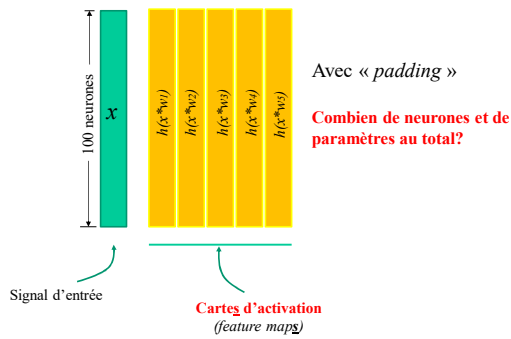 100 neurones
x
h(x*w1)
h(x*w2)
h(x*w3)
h(x*w4)
h(x*w5)
Avec « padding »
Combien de neurones et de
paramètres au total?
Signal d'entrée
Cartes d'activation
(feature maps)